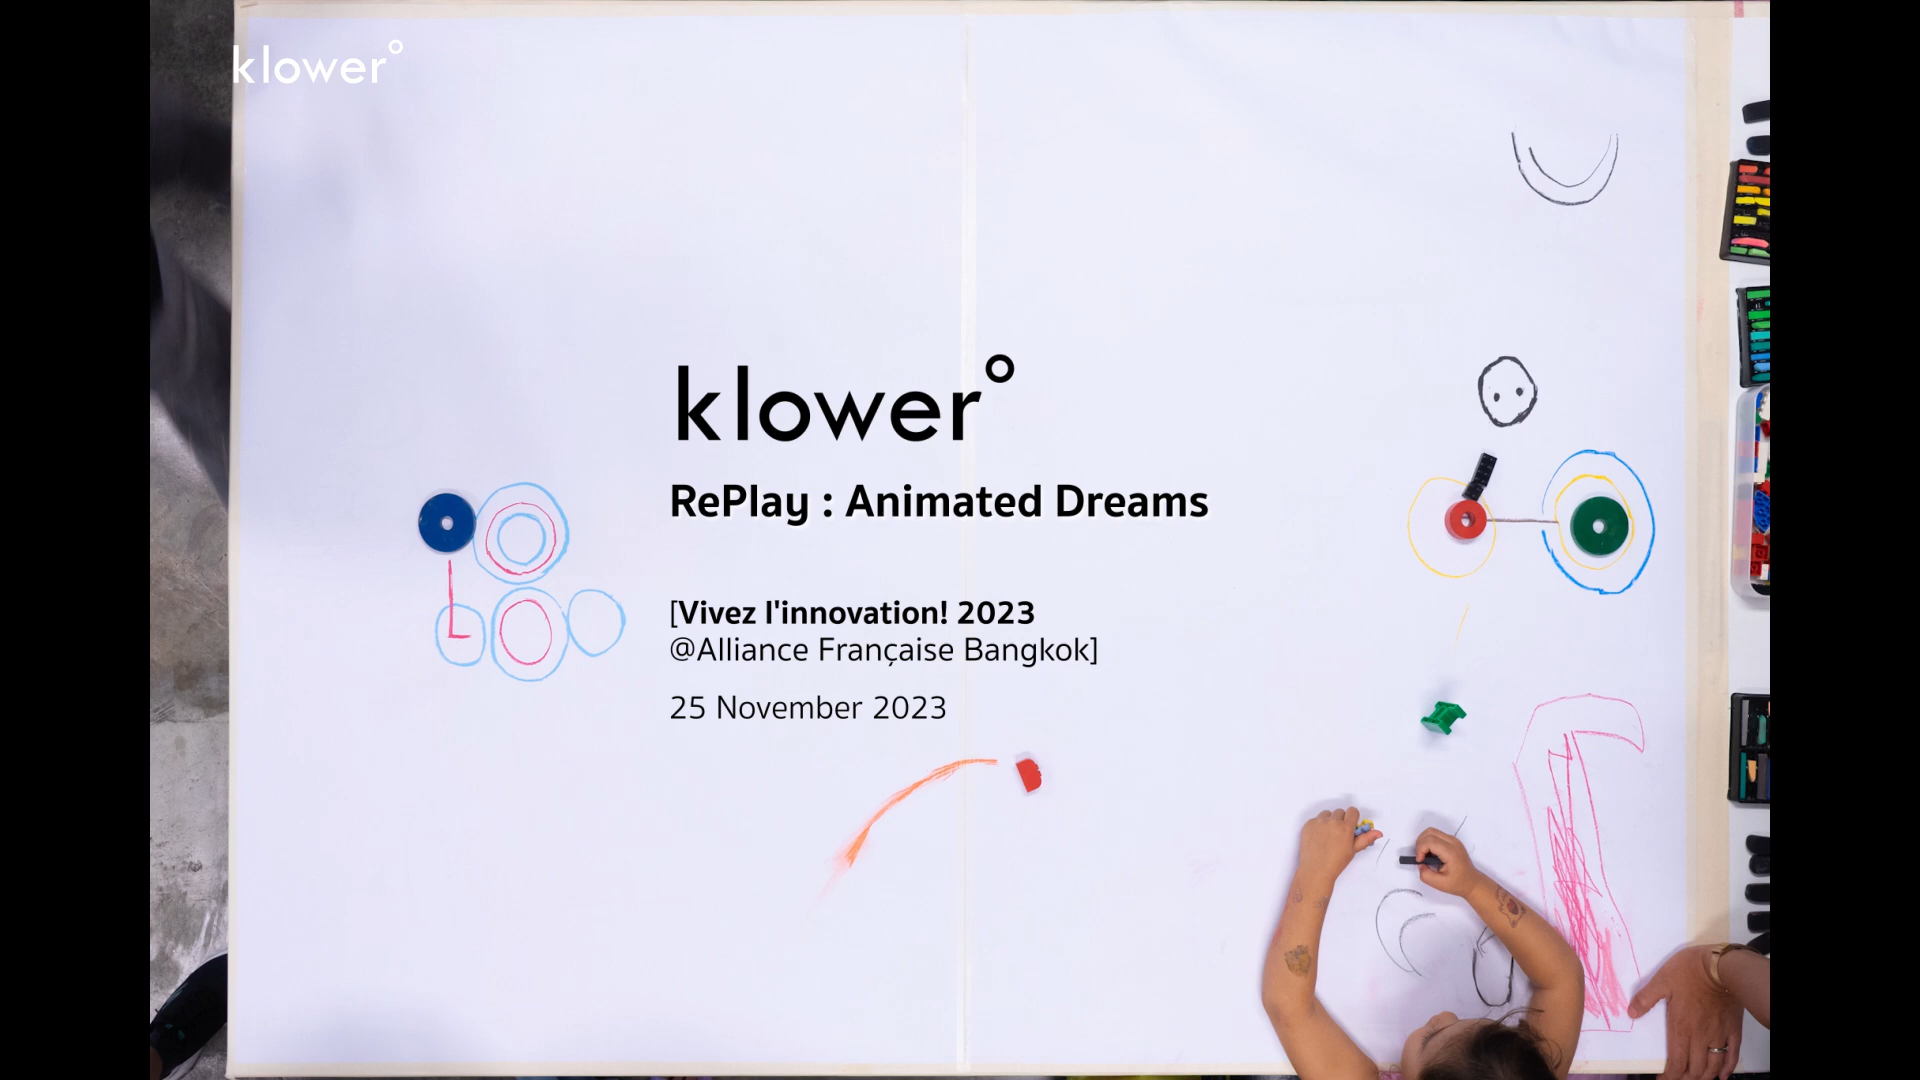 klower°
klower°
RePlay : Animated Dreams
[Vivez l'innovation! 2023
@Alliance Française Bangkok]
25 November 2023